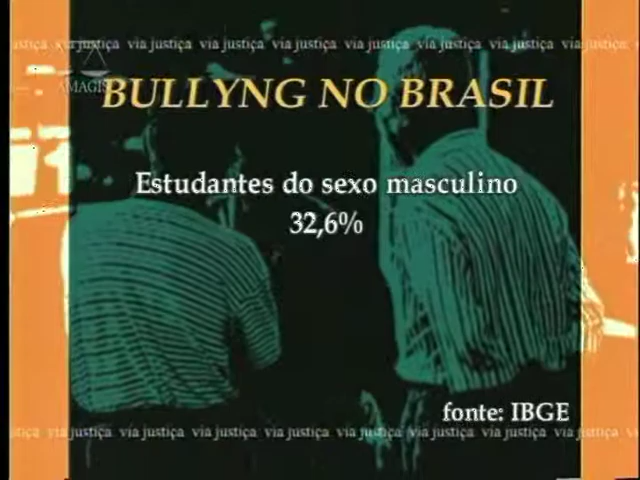 justiça via justiça via justiça via justiça via justiça via justiça via justiça via justiça
AMAGIS
BULLYNG NO BRASIL
Estudantes do sexo masculino
32,6%
fonte: IBGE
via justiça via justiça via justiça via justiça via justiça via justiça via justiça